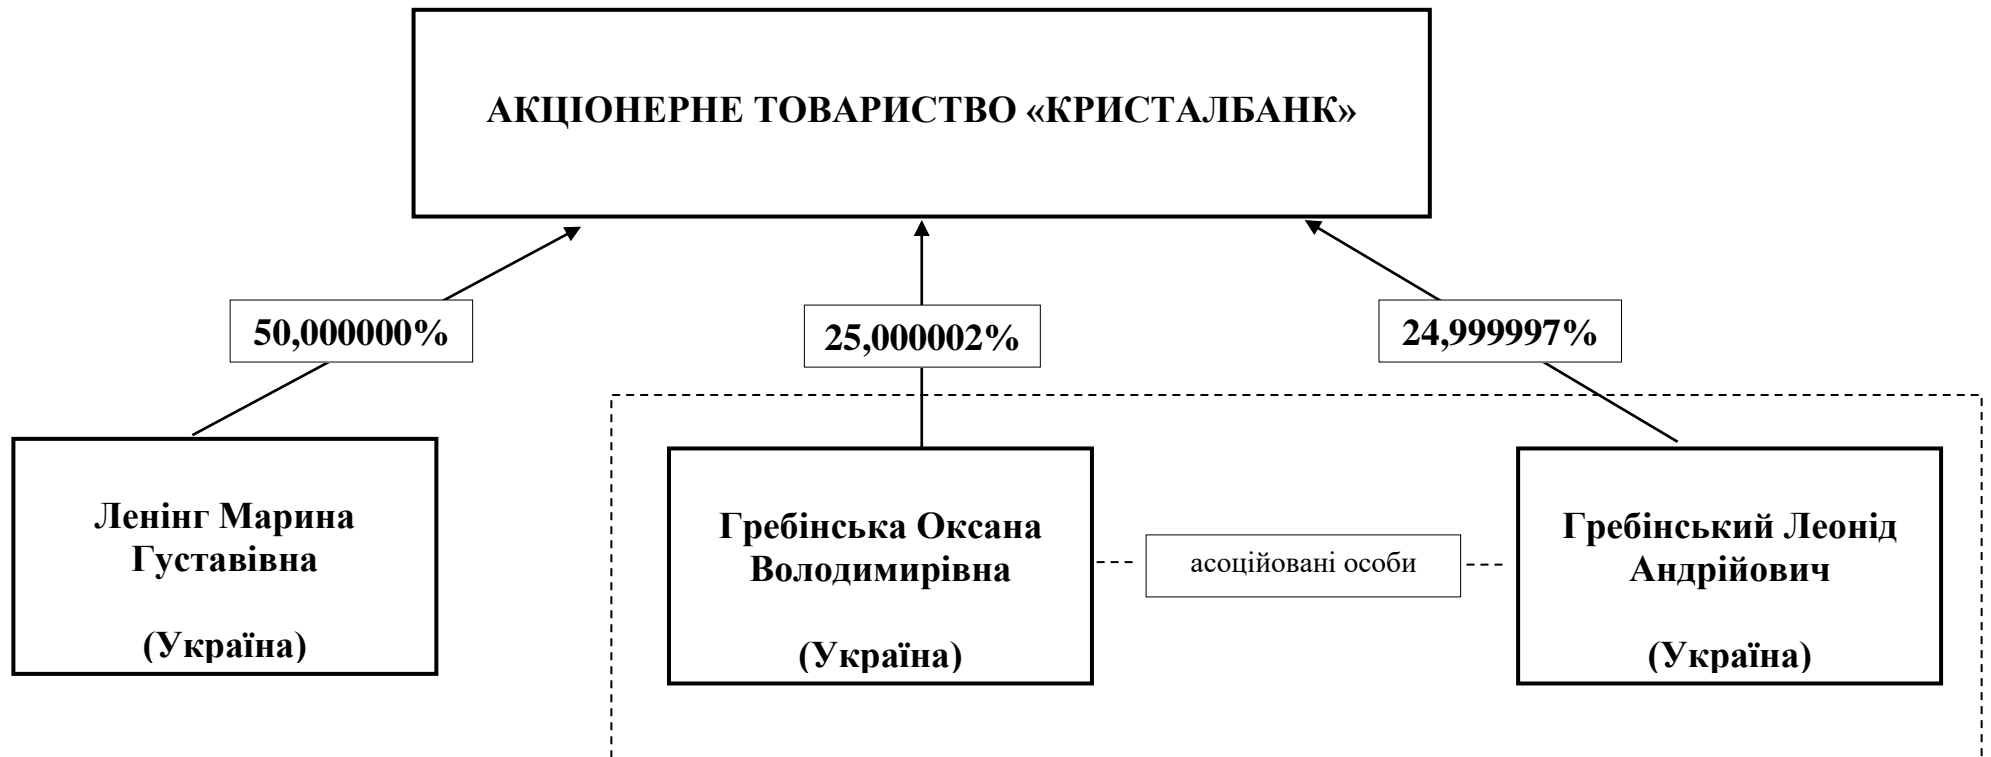 АКЦІОНЕРНЕ ТОВАРИСТВО «КРИСТАЛБАНК»
50,000000%
25,000002%
24,999997%
Ленінг Марина
Густавівна
(Україна)
Гребінська Оксана
Володимирівна
(Україна)
асоційовані особи
Гребінський Леонід
Андрійович
(Україна)